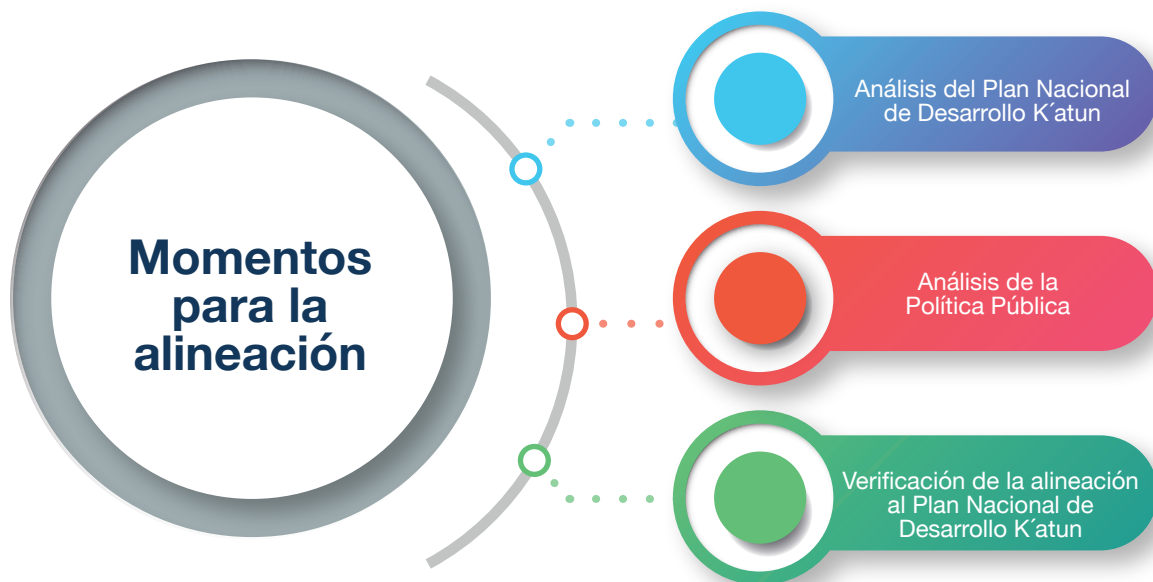 Momentos
para la
alineación
Análisis del Plan Nacional
de Desarrollo K´atun
Análisis de la
Política Pública
Verificación de la alineación
al Plan Nacional de
Desarrollo K´atun